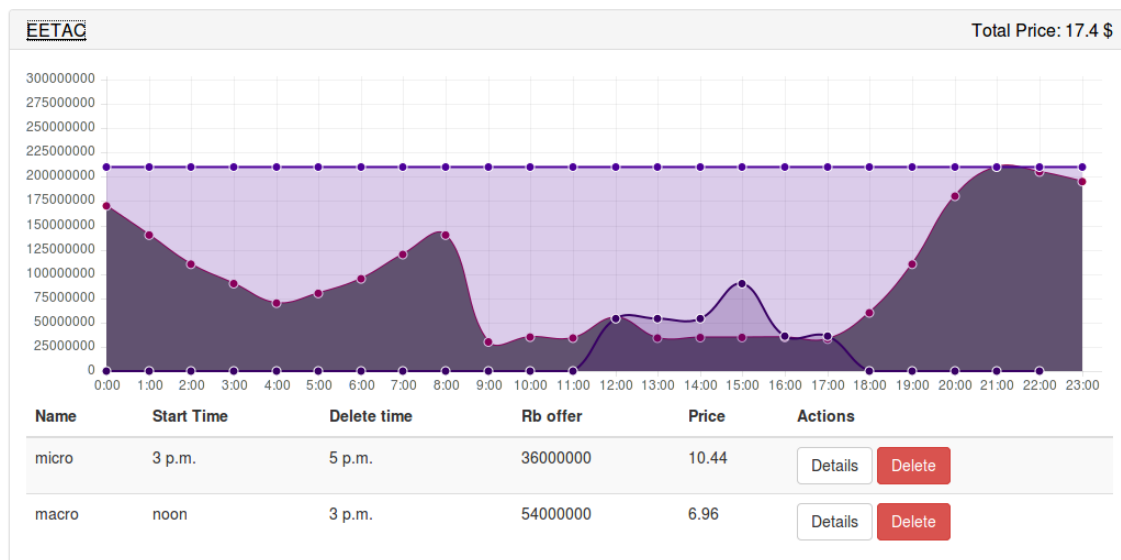 EETAC Total Price: 17.4 $
300000000
275000000
250000000
225000000
200000000
175000000
150000000
125000000
100000000
75000000
50000000
25000000
0
0:00 1:00 2:00 3:00 4:00 5:00 6:00 7:00 8:00 9:00 10:00 11:00 12:00 13:00 14:00 15:00 16:00 17:00 18:00 19:00 20:00 21:00 22:00 23:00
Name Start Time Delete time Rb offer Price Actions
micro 3 p.m. 5 p.m. 36000000 10.44 Details Delete
macro noon 3 p.m. 54000000 6.96 Details Delete